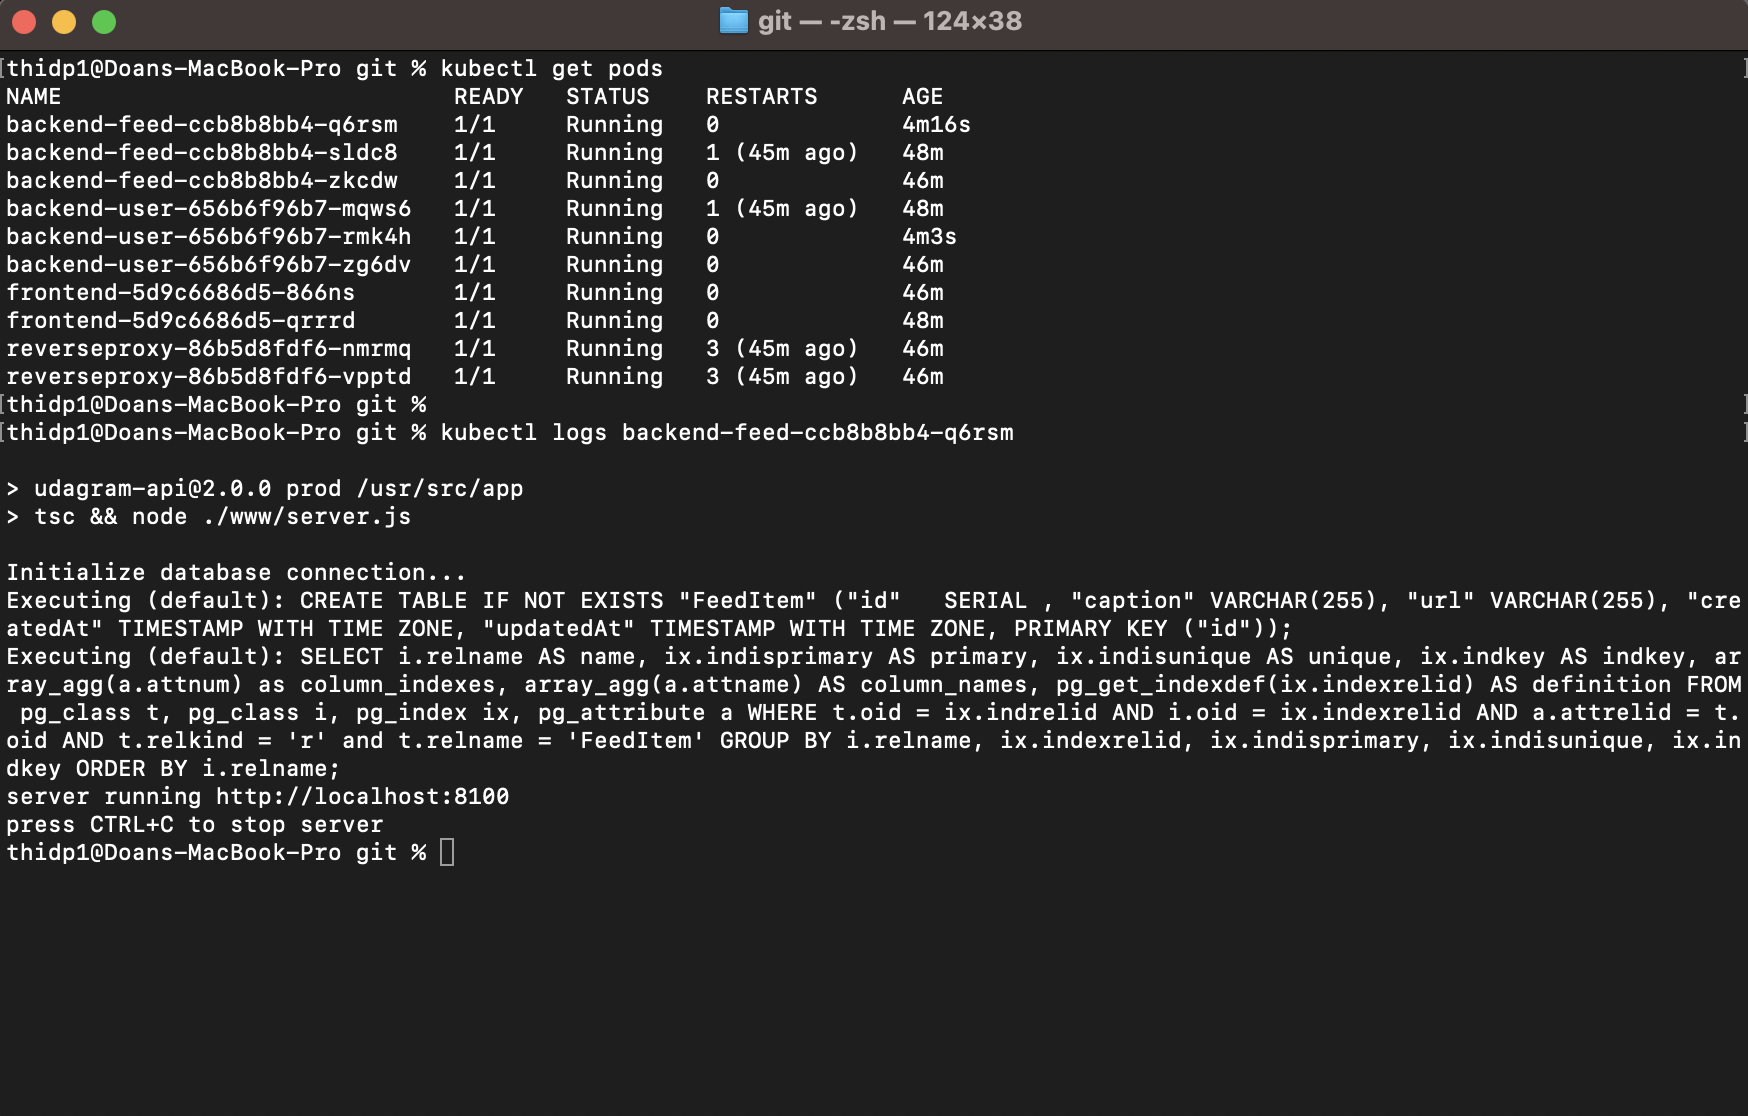 git — -zsh — 124×38
thidp1@Doans-MacBook-Pro git % kubectl get pods
NAME                            READY   STATUS    RESTARTS      AGE
backend-feed-ccb8b8bb4-q6rsm    1/1     Running   0             4m16s
backend-feed-ccb8b8bb4-sldc8    1/1     Running   1 (45m ago)   48m
backend-feed-ccb8b8bb4-zkcdw    1/1     Running   0             46m
backend-user-656b6f96b7-mqws6   1/1     Running   1 (45m ago)   48m
backend-user-656b6f96b7-rmk4h   1/1     Running   0             4m3s
backend-user-656b6f96b7-zg6dv   1/1     Running   0             46m
frontend-5d9c6686d5-866ns       1/1     Running   0             46m
frontend-5d9c6686d5-qrrrd       1/1     Running   0             48m
reverseproxy-86b5d8fdf6-nmrmq   1/1     Running   3 (45m ago)   46m
reverseproxy-86b5d8fdf6-vpptd   1/1     Running   3 (45m ago)   46m
thidp1@Doans-MacBook-Pro git %
thidp1@Doans-MacBook-Pro git % kubectl logs backend-feed-ccb8b8bb4-q6rsm
> udagram-api@2.0.0 prod /usr/src/app
> tsc && node ./www/server.js
Initialize database connection...
Executing (default): CREATE TABLE IF NOT EXISTS "FeedItem" ("id"   SERIAL , "caption" VARCHAR(255), "url" VARCHAR(255), "cre
atedAt" TIMESTAMP WITH TIME ZONE, "updatedAt" TIMESTAMP WITH TIME ZONE, PRIMARY KEY ("id"));
Executing (default): SELECT i.relname AS name, ix.indisprimary AS primary, ix.indisunique AS unique, ix.indkey AS indkey, ar
ray_agg(a.attnum) as column_indexes, array_agg(a.attname) AS column_names, pg_get_indexdef(ix.indexrelid) AS definition FROM
 pg_class t, pg_class i, pg_index ix, pg_attribute a WHERE t.oid = ix.indrelid AND i.oid = ix.indexrelid AND a.attrelid = t.
oid AND t.relkind = 'r' and t.relname = 'FeedItem' GROUP BY i.relname, ix.indexrelid, ix.indisprimary, ix.indisunique, ix.in
dkey ORDER BY i.relname;
server running http://localhost:8100
press CTRL+C to stop server
thidp1@Doans-MacBook-Pro git %